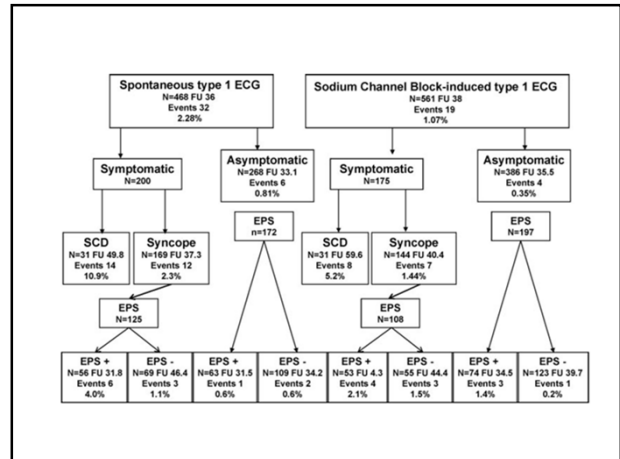 Spontaneous type 1 ECG
N=468 FU 36
Events 32
2.28%
Sodium Channel Block-induced type 1 ECG
N=561 FU 38
Events 19
1.07%
Symptomatic
N=200
Asymptomatic
N=268 FU 33.1
Events 6
0.81%
Symptomatic
N=175
Asymptomatic
N=386 FU 35.5
Events 4
0.35%
SCD
N=31 FU 49.8
Events 14
10.9%
Syncope
N=169 FU 37.3
Events 12
2.3%
EPS
n=172
SCD
N=31 FU 59.6
Events 8
5.2%
Syncope
N=144 FU 40.4
Events 7
1.44%
EPS
N=197
EPS
N=125
EPS
N=108
EPS +
N=56 FU 31.8
Events 6
4.0%
EPS -
N=69 FU 46.4
Events 3
1.1%
EPS +
N=63 FU 31.5
Events 1
0.6%
EPS -
N=109 FU 34.2
Events 2
0.6%
EPS +
N=53 FU 4.3
Events 4
2.1%
EPS -
N=55 FU 44.4
Events 3
1.5%
EPS +
N=74 FU 34.5
Events 3
1.4%
EPS -
N=123 FU 39.7
Events 1
0.2%